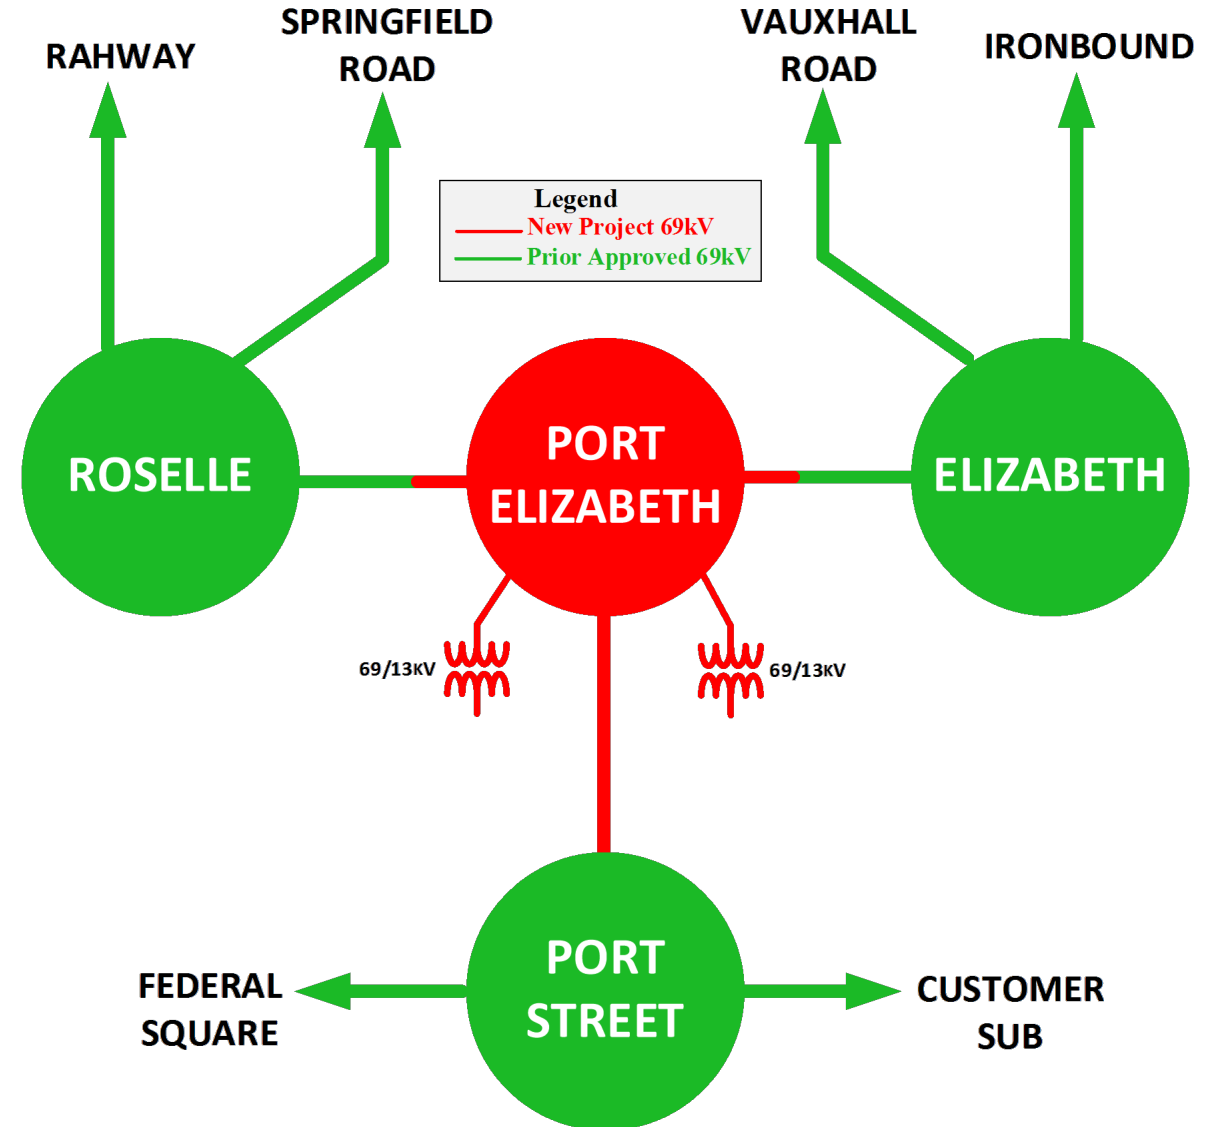 RAHWAY
SPRINGFIELD
ROAD
VAUXHALL
ROAD
IRONBOUND
Legend
New Project 69kV
Prior Approved 69kV
ROSELLE
PORT
ELIZABETH
ELIZABETH
69/13KV
69/13KV
PORT
STREET
FEDERAL
SQUARE
CUSTOMER
SUB